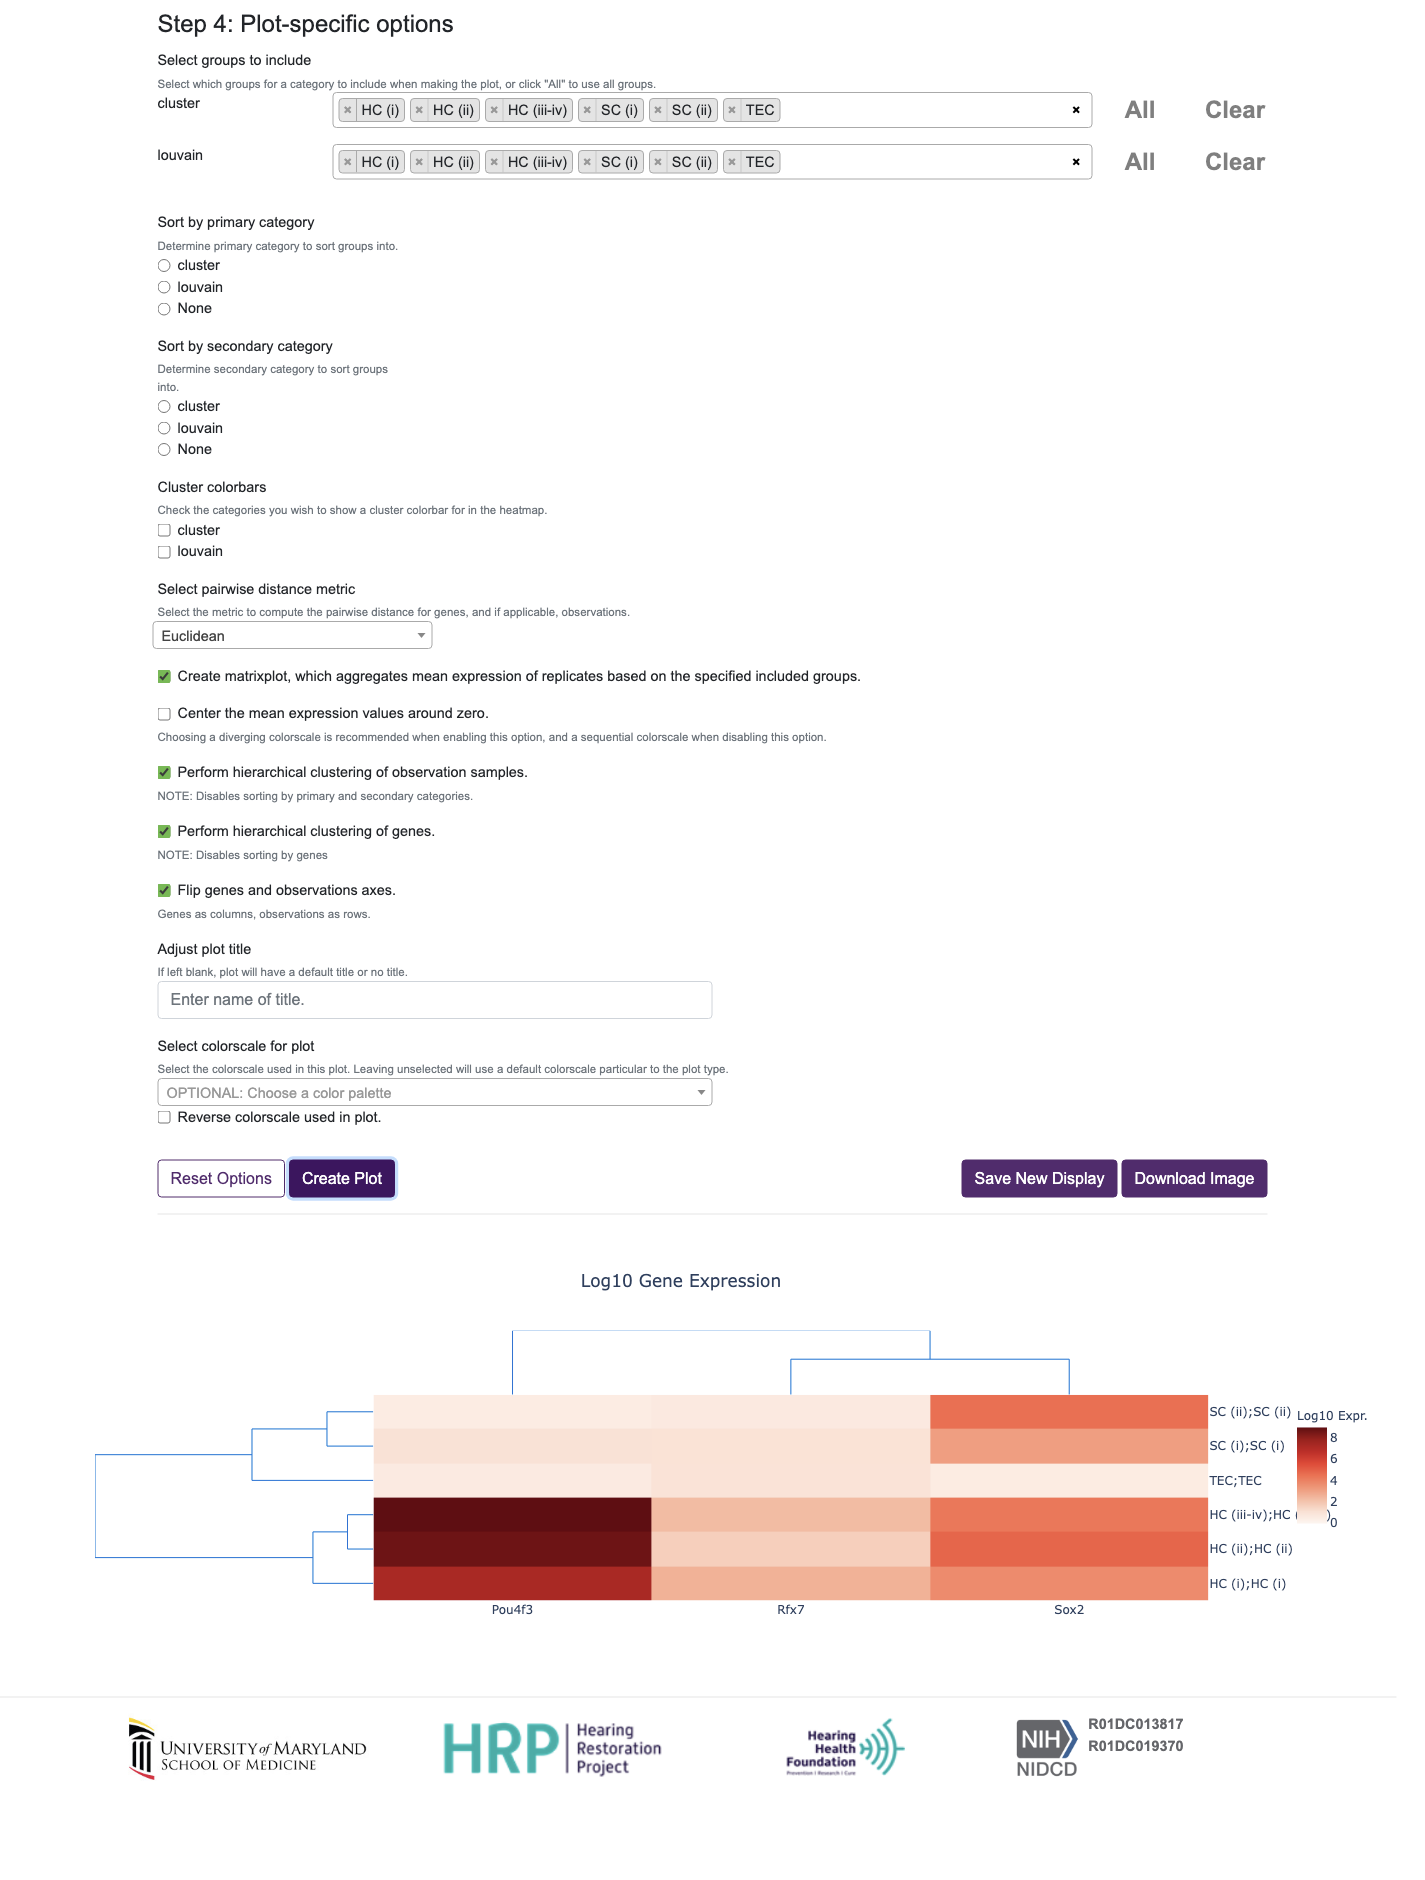 Step 4: Plot-specific options
Select groups to include
Select which groups for a category to include when making the plot, or click "All" to use all groups.
cluster
× HC (i) × HC (ii) × HC (iii-iv) × SC (i) × SC (ii) × TEC ×
All Clear
louvain
× HC (i) × HC (ii) × HC (iii-iv) × SC (i) × SC (ii) × TEC ×
All Clear
Sort by primary category
Determine primary category to sort groups into.
cluster
louvain
None
Sort by secondary category
Determine secondary category to sort groups
into.
cluster
louvain
None
Cluster colorbars
Check the categories you wish to show a cluster colorbar for in the heatmap.
cluster
louvain
Select pairwise distance metric
Select the metric to compute the pairwise distance for genes, and if applicable, observations.
Euclidean
Create matrixplot, which aggregates mean expression of replicates based on the specified included groups.
Center the mean expression values around zero.
Choosing a diverging colorscale is recommended when enabling this option, and a sequential colorscale when disabling this option.
Perform hierarchical clustering of observation samples.
NOTE: Disables sorting by primary and secondary categories.
Perform hierarchical clustering of genes.
NOTE: Disables sorting by genes
Flip genes and observations axes.
Genes as columns, observations as rows.
Adjust plot title
If left blank, plot will have a default title or no title.
Enter name of title.
Select colorscale for plot
Select the colorscale used in this plot. Leaving unselected will use a default colorscale particular to the plot type.
OPTIONAL: Choose a color palette
Reverse colorscale used in plot.
Reset Options
Create Plot
Save New Display
Download Image
Log10 Gene Expression
SC (ii);SC (ii)
SC (i);SC (i)
TEC;TEC
HC (iii-iv);HC (
HC (ii);HC (ii)
HC (i);HC (i)
Log10 Expr.
8
6
4
2
0
Pou4f3
Rfx7
Sox2
UNIVERSITY of MARYLAND
SCHOOL OF MEDICINE
HRP
Hearing
Restoration
Project
Hearing
Health
Foundation
Prevention | Research | Cure
NIH
NIDCD
R01DC013817
R01DC019370